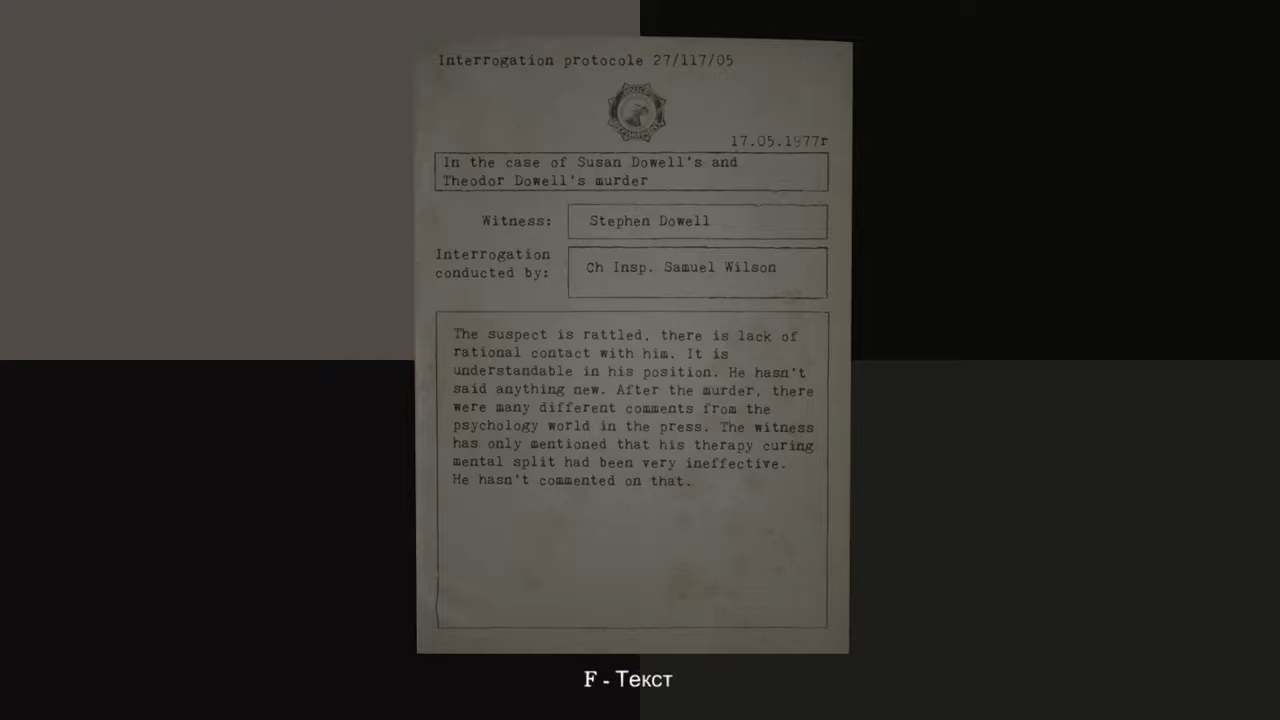 Interrogation protocole 27/117/05
POLICE
DEPARTMENT
17.05.1977r
In the case of Susan Dowell's and
Theodor Dowell's murder
Witness:
Stephen Dowell
Interrogation
conducted by:
Ch Insp. Samuel Wilson
The suspect is rattled, there is lack of
rational contact with him. It is
understandable in his position. He hasn't
said anything new. After the murder, there
were many different comments from the
psychology world in the press. The witness
has only mentioned that his therapy curing
mental split had been very ineffective.
He hasn't commented on that.
F - Текст